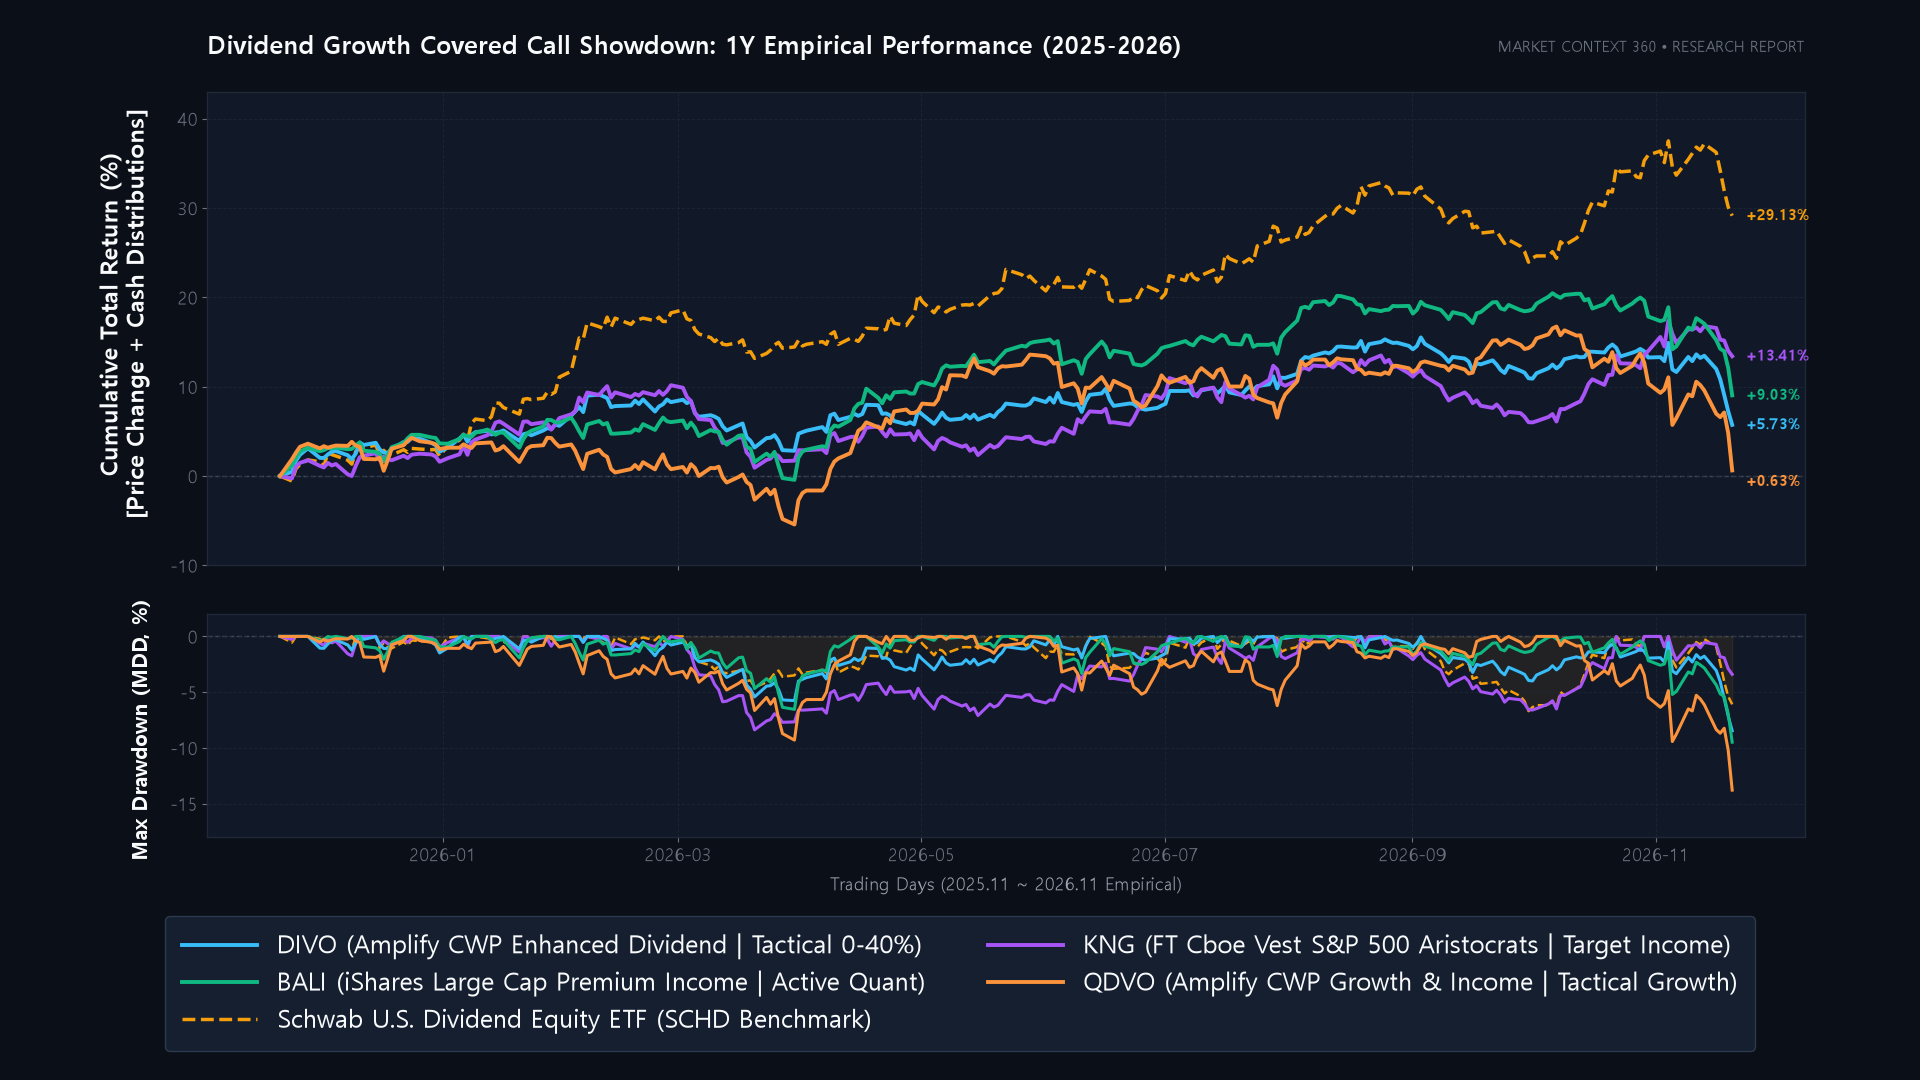 Dividend Growth Covered Call Showdown: 1Y Empirical Performance (2025-2026)
MARKET CONTEXT 360 • RESEARCH REPORT
Cumulative Total Return (%)
[Price Change + Cash Distributions]
40
30
20
10
0
-10
+29.13%
+13.41%
+9.03%
+5.73%
+0.63%
Max Drawdown (MDD, %)
0
-5
-10
-15
2026-01
2026-03
2026-05
2026-07
2026-09
2026-11
Trading Days (2025.11 ~ 2026.11 Empirical)
DIVO (Amplify CWP Enhanced Dividend | Tactical 0-40%)
BALI (iShares Large Cap Premium Income | Active Quant)
Schwab U.S. Dividend Equity ETF (SCHD Benchmark)
KNG (FT Cboe Vest S&P 500 Aristocrats | Target Income)
QDVO (Amplify CWP Growth & Income | Tactical Growth)